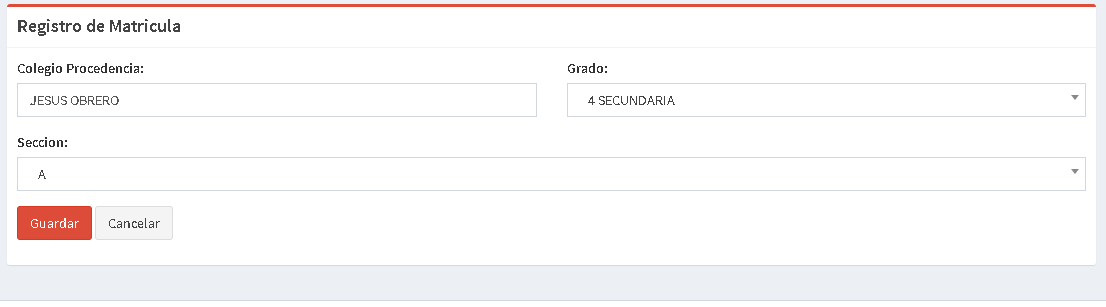 Registro de Matricula
Colegio Procedencia:
Grado:
JESUS OBRERO
4 SECUNDARIA
Seccion:
A
Guardar
Cancelar